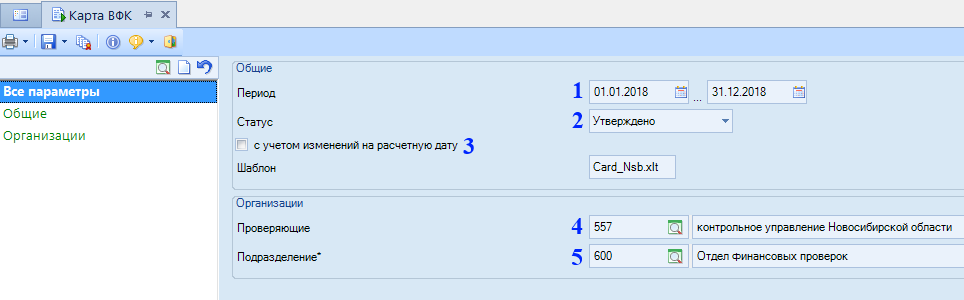 Карта ВФК
Все параметры
Общие
Организации
Общие
Период 1 01.01.2018 ... 31.12.2018
Статус 2 Утверждено
с учетом изменений на расчетную дату 3
Шаблон Card_Nsb.xlt
Организации
Проверяющие 4 557 контрольное управление Новосибирской области
Подразделение* 5 600 Отдел финансовых проверок